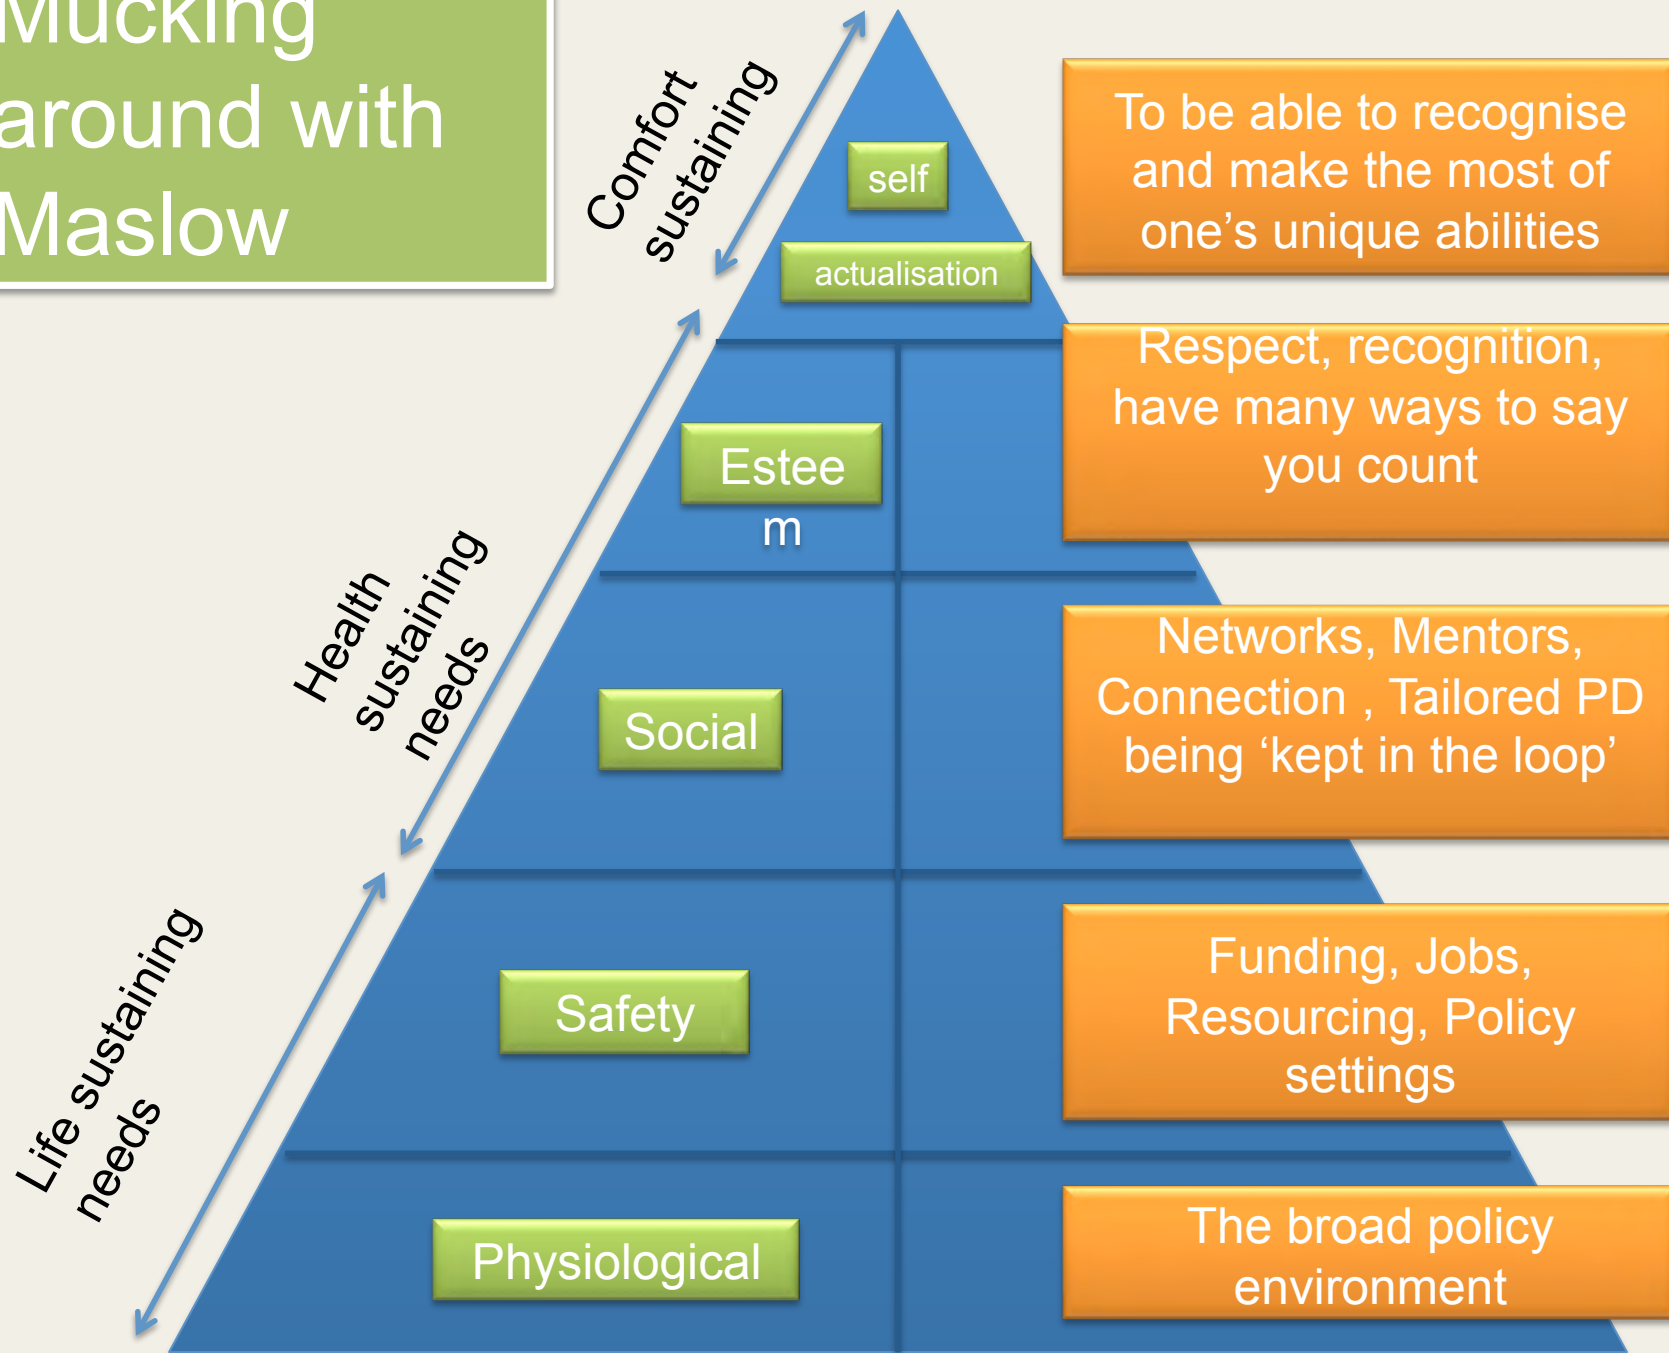 Mucking
around with
Maslow
Comfort
sustaining
self
actualisation
To be able to recognise
and make the most of
one’s unique abilities
Health
sustaining
needs
Estee
m
Respect, recognition,
have many ways to say
you count
Social
Networks, Mentors,
Connection , Tailored PD
being ‘kept in the loop’
Life sustaining
needs
Safety
Funding, Jobs,
Resourcing, Policy
settings
Physiological
The broad policy
environment